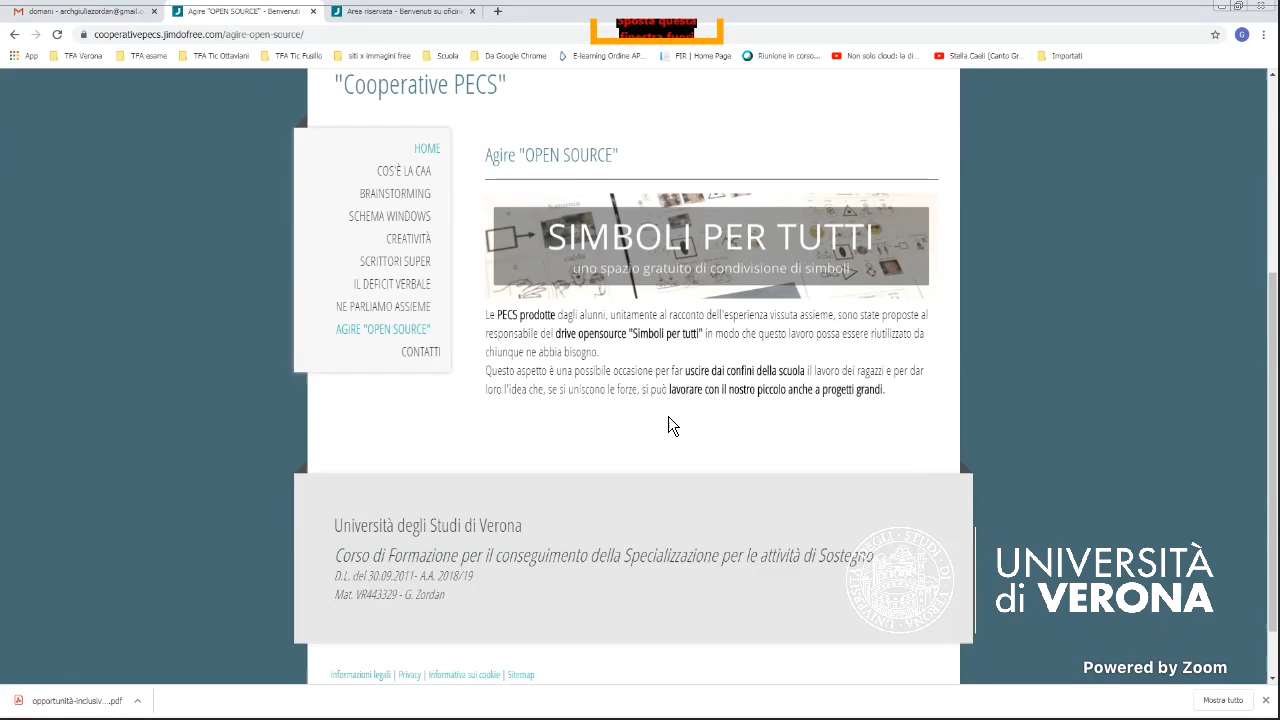 domani - archgiuliazordan@gmail.c
Agire "OPEN SOURCE" - Benvenuti
Area riservata - Benvenuti su oficin
Sposta questa
finestra fuori
cooperativepecs.jimdofree.com/agire-open-source/
App
TFA Verona
TFA esame
TFA Tic Ottaviani
TFA Tic Fusillo
siti x immagini free
Scuola
Da Google Chrome
E-learning Ordine AP...
FIR | Home Page
Riunione in corso...
Non solo cloud: la di...
Stella Caeli (Canto Gr...
Importati
"Cooperative PECS"
HOME
COS'È LA CAA
BRAINSTORMING
SCHEMA WINDOWS
CREATIVITÀ
SCRITTORI SUPER
IL DEFICIT VERBALE
NE PARLIAMO ASSIEME
AGIRE "OPEN SOURCE"
CONTATTI
Agire "OPEN SOURCE"
SIMBOLI PER TUTTI
uno spazio gratuito di condivisione di simboli
Le PECS prodotte dagli alunni, unitamente al racconto dell'esperienza vissuta assieme, sono state proposte al
responsabile del drive opensource "Simboli per tutti" in modo che questo lavoro possa essere riutilizzato da
chiunque ne abbia bisogno.
Questo aspetto è una possibile occasione per far uscire dai confini della scuola il lavoro dei ragazzi e per dar
loro l'idea che, se si uniscono le forze, si può lavorare con il nostro piccolo anche a progetti grandi.
Università degli Studi di Verona
Corso di Formazione per il conseguimento della Specializzazione per le attività di Sostegno
D.L. del 30.09.2011- A.A. 2018/19
Mat. VR443329 - G. Zordan
UNIVERSITÀ
di VERONA
Informazioni legali | Privacy | Informativa sui cookie | Sitemap
Powered by Zoom
opportunità-inclusiv....pdf
Mostra tutto